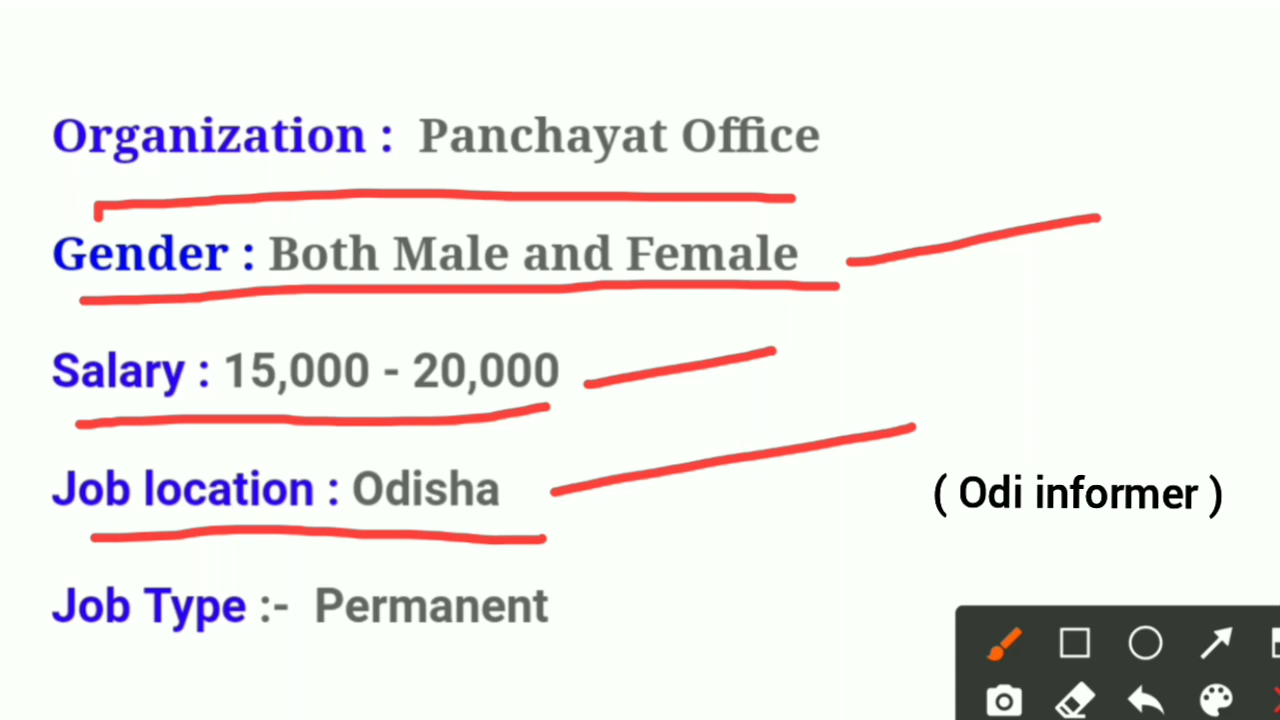 Organization : Panchayat Office
Gender : Both Male and Female
Salary : 15,000 - 20,000
Job location : Odisha
( Odi informer )
Job Type :- Permanent